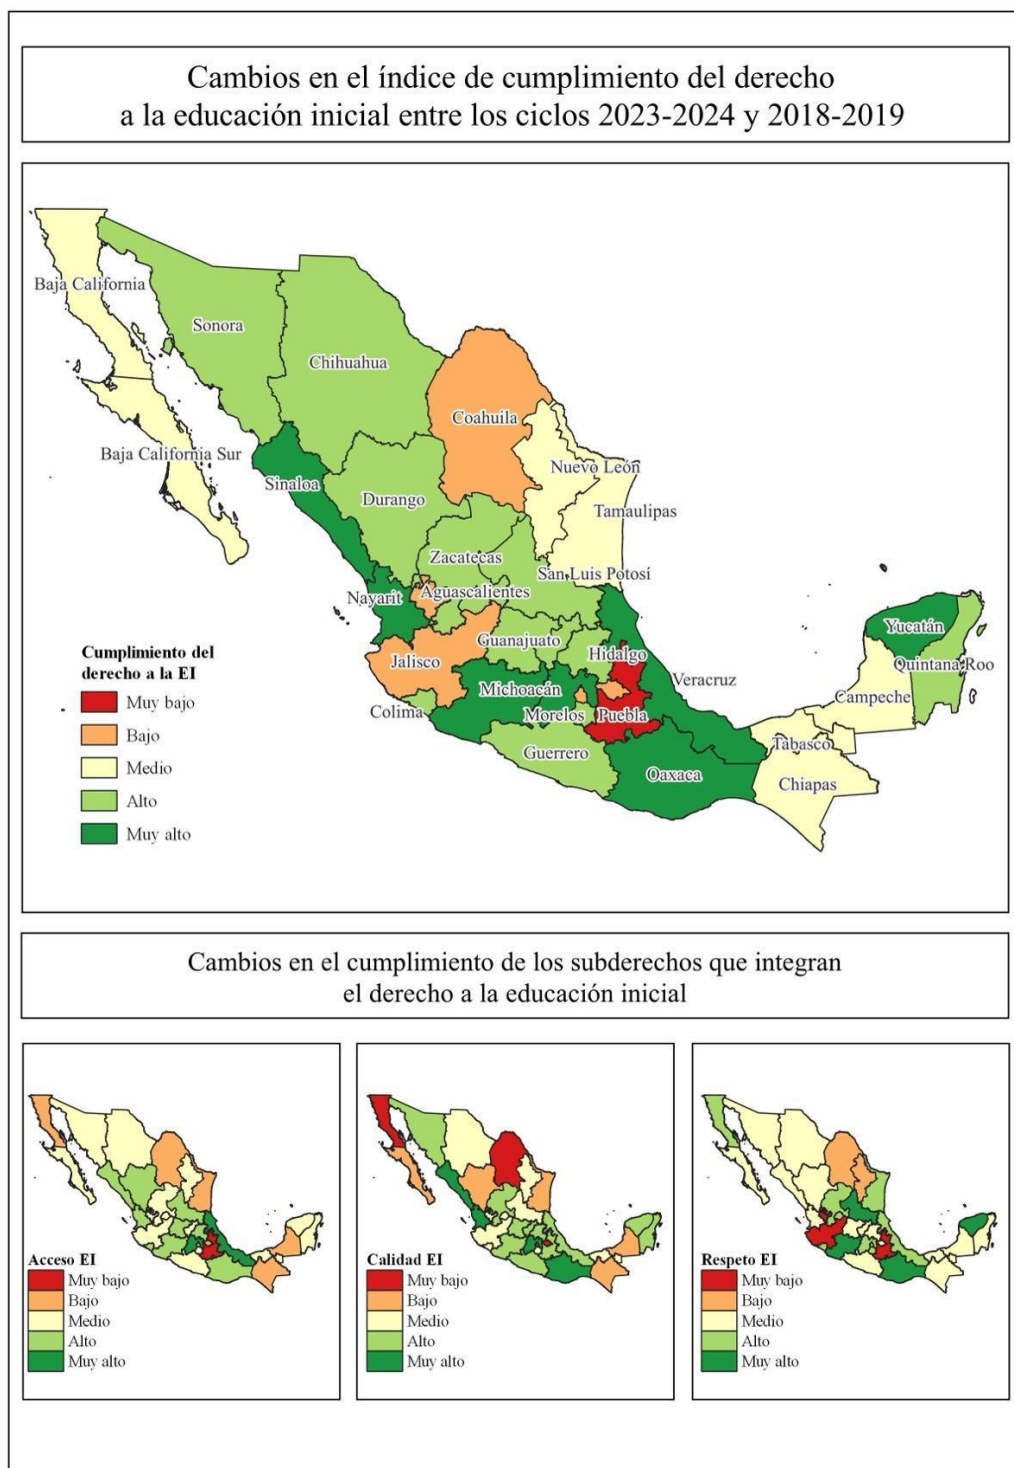 Cambios en el índice de cumplimiento del derecho
a la educación inicial entre los ciclos 2023-2024 y 2018-2019
Baja California
Sonora
Chihuahua
Coahuila
Baja California Sur
Nuevo León
Sinaloa
Durango
Tamaulipas
Zacatecas
San Luis Potosí
Aguascalientes
Nayarit
Yucatán
Guanajuato
Hidalgo
Jalisco
Quintana Roo
Veracruz
Michoacán
Campeche
Colima
Morelos
Puebla
Tabasco
Guerrero
Oaxaca
Chiapas
Cumplimiento del
derecho a la EI
Muy bajo
Bajo
Medio
Alto
Muy alto
Cambios en el cumplimiento de los subderechos que integran
el derecho a la educación inicial
Acceso EI
Muy bajo
Bajo
Medio
Alto
Muy alto
Calidad EI
Muy bajo
Bajo
Medio
Alto
Muy alto
Respeto EI
Muy bajo
Bajo
Medio
Alto
Muy alto